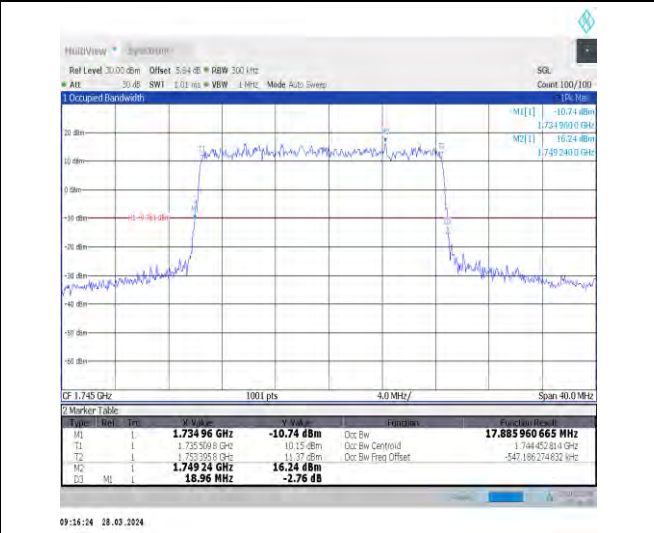 MultiView Spectrum
Ref Level 30.00 dBm Offset 5.84 dB RBW 300 kHz SGL
Att 30 dB SWT 1.01 ms VBW 1 MHz Mode Auto Sweep Count 100/100
1 Occupied Bandwidth 1Pk Max
M1[1] -10.74 dBm
1.734 960 0 GHz
M2[1] 16.24 dBm
1.749 240 0 GHz
20 dBm
10 dBm
0 dBm
-10 dBm
-20 dBm
-30 dBm
-40 dBm
-50 dBm
-60 dBm
CF 1.745 GHz 1001 pts 4.0 MHz/ Span 40.0 MHz
2 Marker Table
Type Ref Trc X-Value Y-Value Function Function Result
M1 1 1.734 96 GHz -10.74 dBm Occ Bw 17.885 960 665 MHz
T1 1 1.735 509 8 GHz 10.15 dBm Occ Bw Centroid 1.744 452 814 GHz
T2 1 1.753 395 8 GHz 11.37 dBm Occ Bw Freq Offset -547.186 274 832 kHz
M2 1 1.749 24 GHz 16.24 dBm
D3 M1 1 18.96 MHz -2.76 dB
09:16:24 28.03.2024